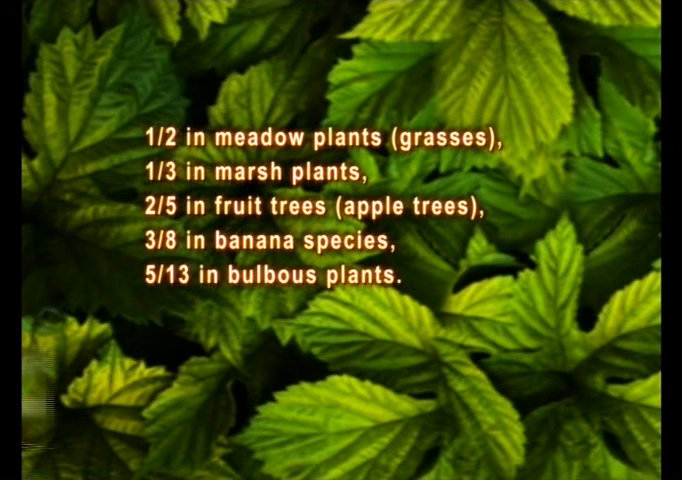 1/2 in meadow plants (grasses),
1/3 in marsh plants,
2/5 in fruit trees (apple trees),
3/8 in banana species,
5/13 in bulbous plants.